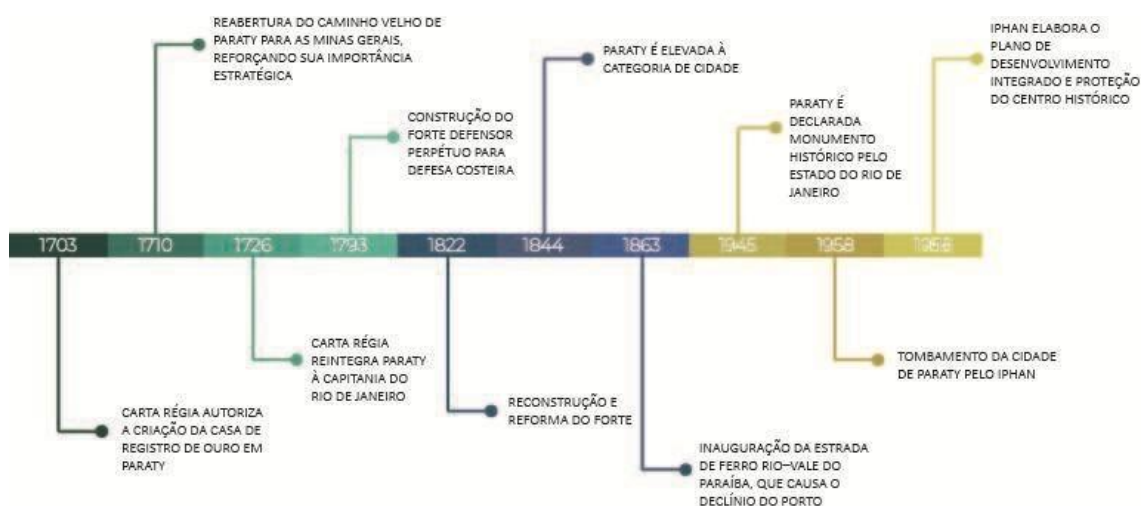 REABERTURA DO CAMINHO VELHO DE
PARATY PARA AS MINAS GERAIS,
REFORÇANDO SUA IMPORTÂNCIA
ESTRATÉGICA
PARATY É ELEVADA À
CATEGORIA DE CIDADE
IPHAN ELABORA O
PLANO DE
DESENVOLVIMENTO
INTEGRADO E PROTEÇÃO
DO CENTRO HISTÓRICO
CONSTRUÇÃO DO
FORTE DEFENSOR
PERPÉTUO PARA
DEFESA COSTEIRA
PARATY É
DECLARADA
MONUMENTO
HISTÓRICO PELO
ESTADO DO RIO DE
JANEIRO
1703 1710 1726 1793 1822 1844 1863 1945 1958
CARTA RÉGIA AUTORIZA
A CRIAÇÃO DA CASA DE
REGISTRO DE OURO EM
PARATY
CARTA RÉGIA
REINTEGRA PARATY
À CAPITANIA DO
RIO DE JANEIRO
RECONSTRUÇÃO E
REFORMA DO FORTE
INAUGURAÇÃO DA ESTRADA
DE FERRO RIO–VALE DO
PARAÍBA, QUE CAUSA O
DECLÍNIO DO PORTO
TOMBAMENTO DA CIDADE
DE PARATY PELO IPHAN